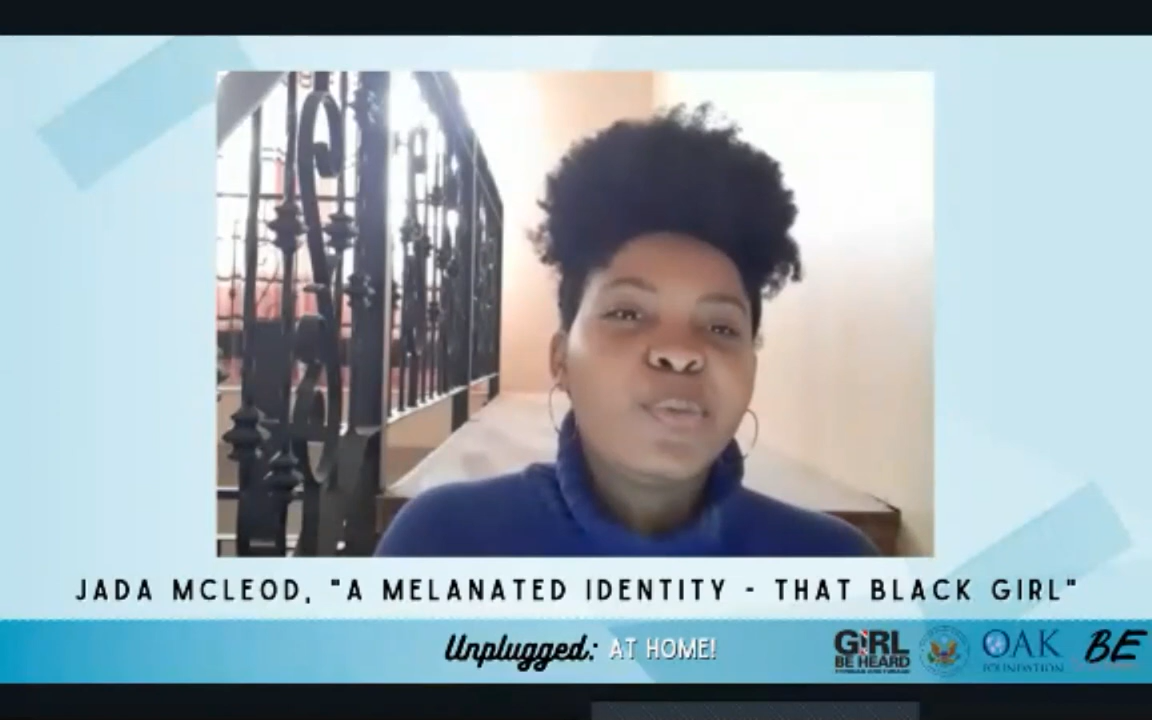 JADA MCLEOD, "A MELANATED IDENTITY - THAT BLACK GIRL"
Unplugged: AT HOME!
GIRL
BE HEARD
OAK
FOUNDATION
BE